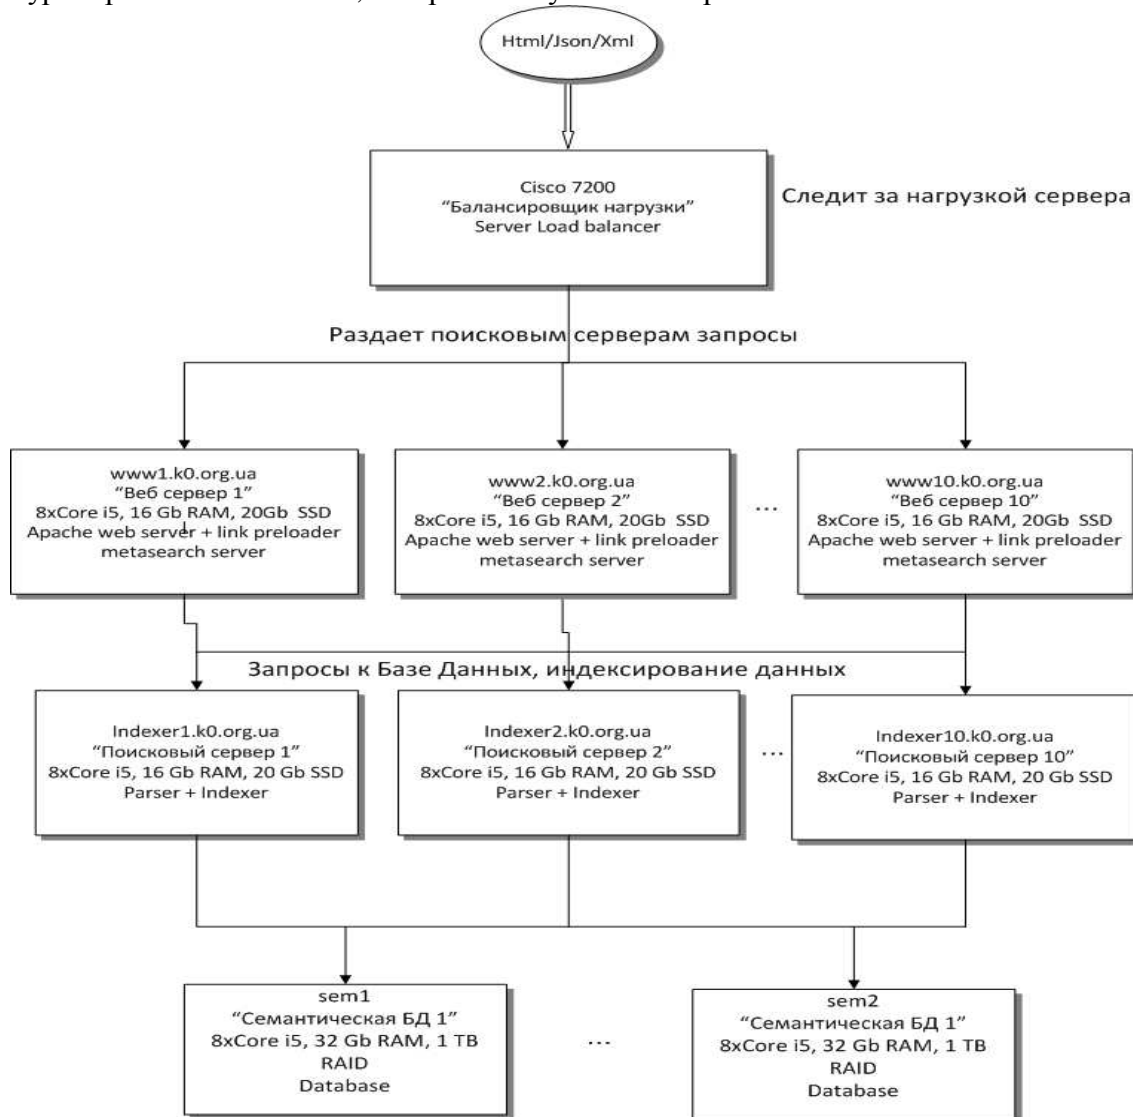 Html/Json/Xml
Cisco 7200
“Балансировщик нагрузки”
Server Load balancer
Следит за нагрузкой сервера
Раздает поисковым серверам запросы
www1.k0.org.ua
“Веб сервер 1”
8xCore i5, 16 Gb RAM, 20Gb SSD
Apache web server + link preloader
metasearch server
www2.k0.org.ua
“Веб сервер 2”
8xCore i5, 16 Gb RAM, 20Gb SSD
Apache web server + link preloader
metasearch server
...
www10.k0.org.ua
“Веб сервер 10”
8xCore i5, 16 Gb RAM, 20Gb SSD
Apache web server + link preloader
metasearch server
Запросы к Базе Данных, индексирование данных
Indexer1.k0.org.ua
“Поисковый сервер 1”
8xCore i5, 16 Gb RAM, 20 Gb SSD
Parser + Indexer
Indexer2.k0.org.ua
“Поисковый сервер 2”
8xCore i5, 16 Gb RAM, 20 Gb SSD
Parser + Indexer
...
Indexer10.k0.org.ua
“Поисковый сервер 10”
8xCore i5, 16 Gb RAM, 20 Gb SSD
Parser + Indexer
sem1
“Семантическая БД 1”
8xCore i5, 32 Gb RAM, 1 TB
RAID
Database
...
sem2
“Семантическая БД 1”
8xCore i5, 32 Gb RAM, 1 TB
RAID
Database